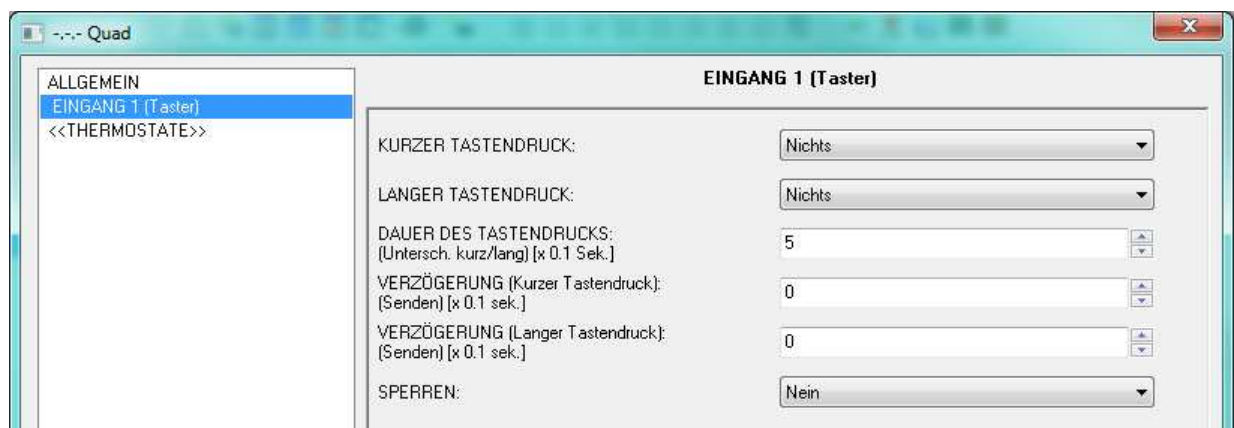 -.-.- Quad
ALLGEMEIN
EINGANG 1 (Taster)
<<THERMOSTATE>>
EINGANG 1 (Taster)
KURZER TASTENDRUCK:
Nichts
LANGER TASTENDRUCK:
Nichts
DAUER DES TASTENDRUCKS:
(Untersch. kurz/lang) [x 0.1 Sek.]
5
VERZÖGERUNG (Kurzer Tastendruck):
(Senden) [x 0.1 sek.]
0
VERZÖGERUNG (Langer Tastendruck):
(Senden) [x 0.1 sek.]
0
SPERREN:
Nein